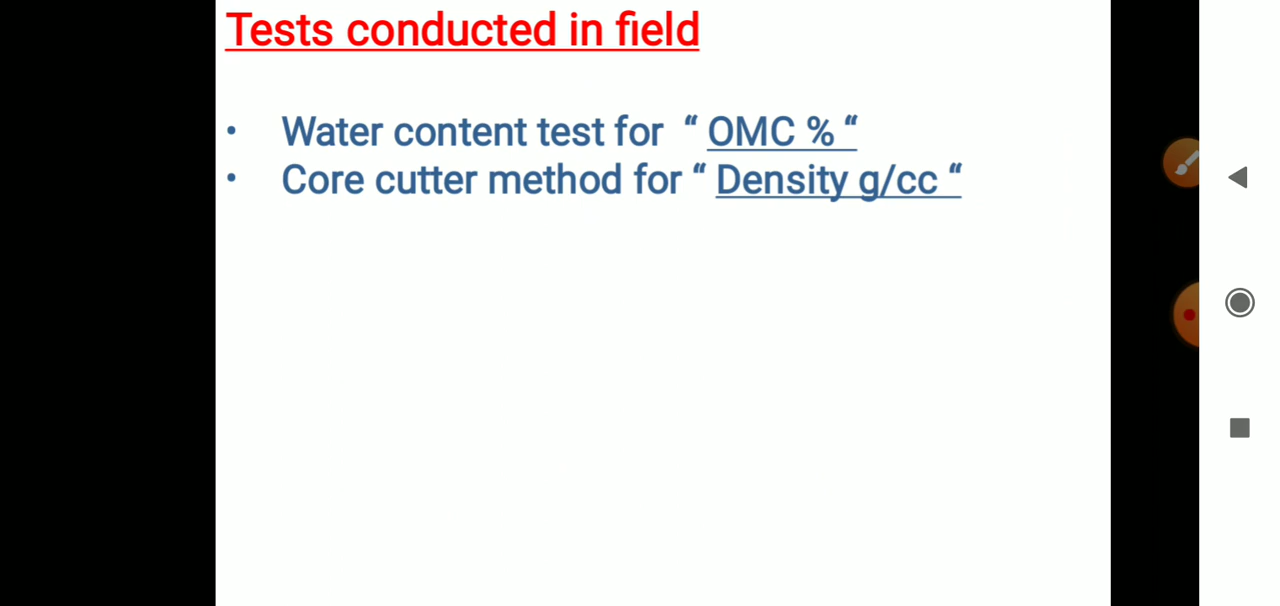 Tests conducted in field
• Water content test for “ OMC % “
• Core cutter method for “ Density g/cc “